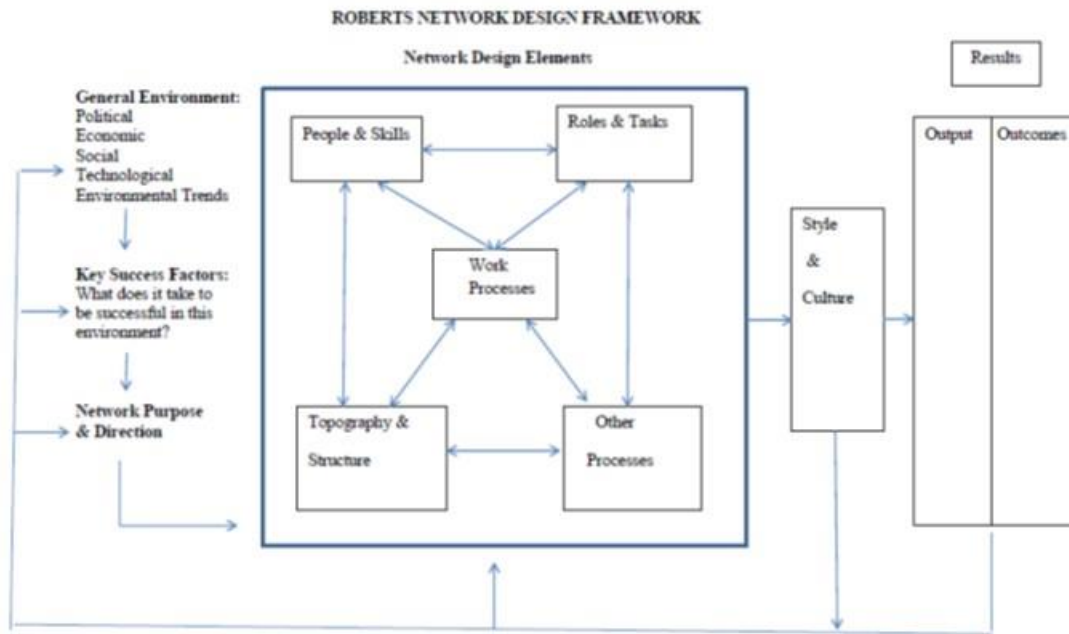 ROBERTS NETWORK DESIGN FRAMEWORK
Network Design Elements
Results
General Environment:
Political
Economic
Social
Technological
Environmental Trends
Key Success Factors:
What does it take to
be successful in this
environment?
Network Purpose
& Direction
People & Skills
Roles & Tasks
Work
Processes
Topography &
Structure
Other
Processes
Style
&
Culture
Output
Outcomes